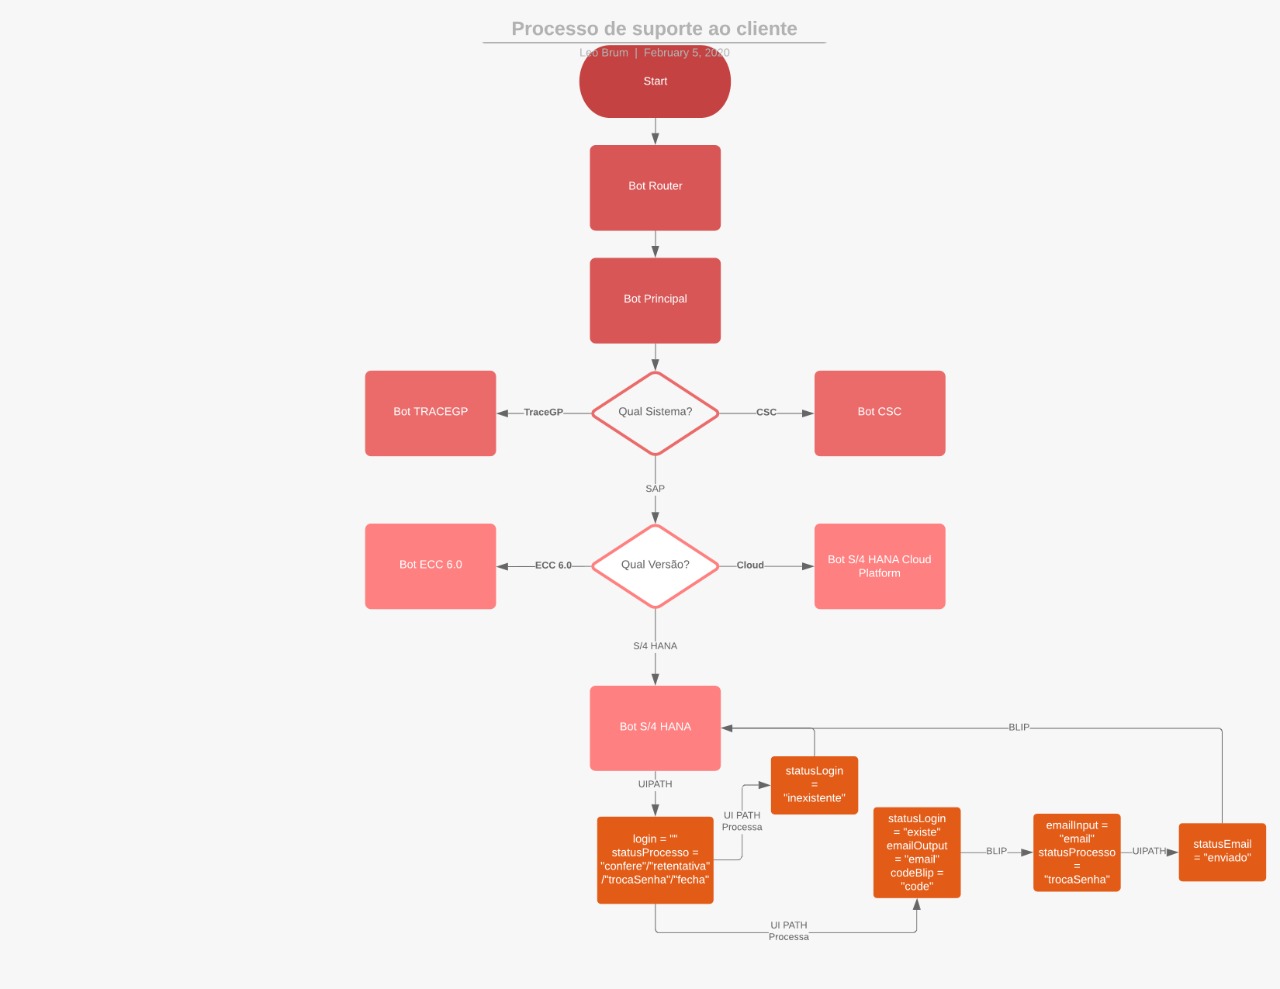 Processo de suporte ao cliente
Leo Brum | February 5, 2020
Start
Bot Router
Bot Principal
Bot TRACEGP
TraceGP
Qual Sistema?
CSC
Bot CSC
SAP
Bot ECC 6.0
ECC 6.0
Qual Versão?
Cloud
Bot S/4 HANA Cloud
Platform
S/4 HANA
Bot S/4 HANA
BLIP
UIPATH
statusLogin
=
"inexistente"
UI PATH
Processa
login = ""
statusProcesso =
"confere"/"retentativa"
/"trocaSenha"/"fecha"
statusLogin
= "existe"
emailOutput
= "email"
codeBlip =
"code"
BLIP
emailInput =
"email"
statusProcesso
=
"trocaSenha"
UIPATH
statusEmail
= "enviado"
UI PATH
Processa